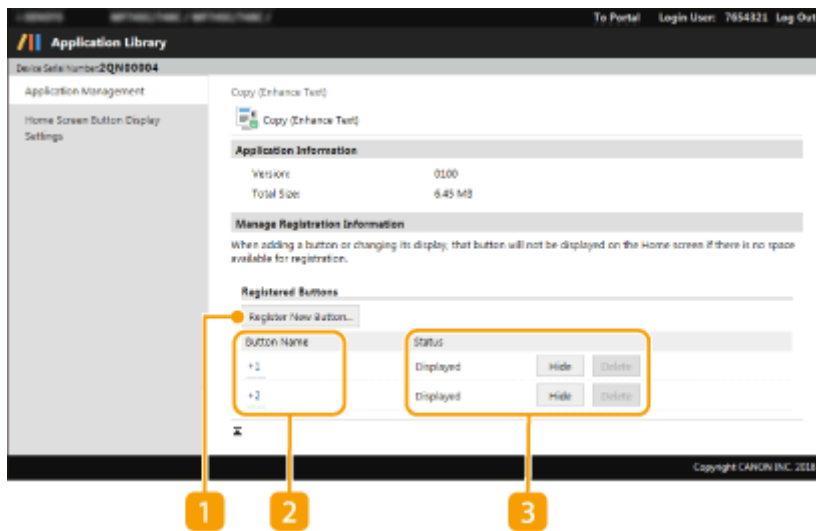 To Portal Login User: 7654321 Log Out
Application Library
Device Serial Number:2QN00004
Application Management
Home Screen Button Display
Settings
Copy (Enhance Text)
Copy (Enhance Text)
Application Information
Version: 0100
Total Size: 6.45 MB
Manage Registration Information
When adding a button or changing its display, that button will not be displayed on the Home screen if there is no space
available for registration.
Registered Buttons
Register New Button...
Button Name Status
+1 Displayed Hide Delete
+2 Displayed Hide Delete
Copyright CANON INC. 2018
1 2 3